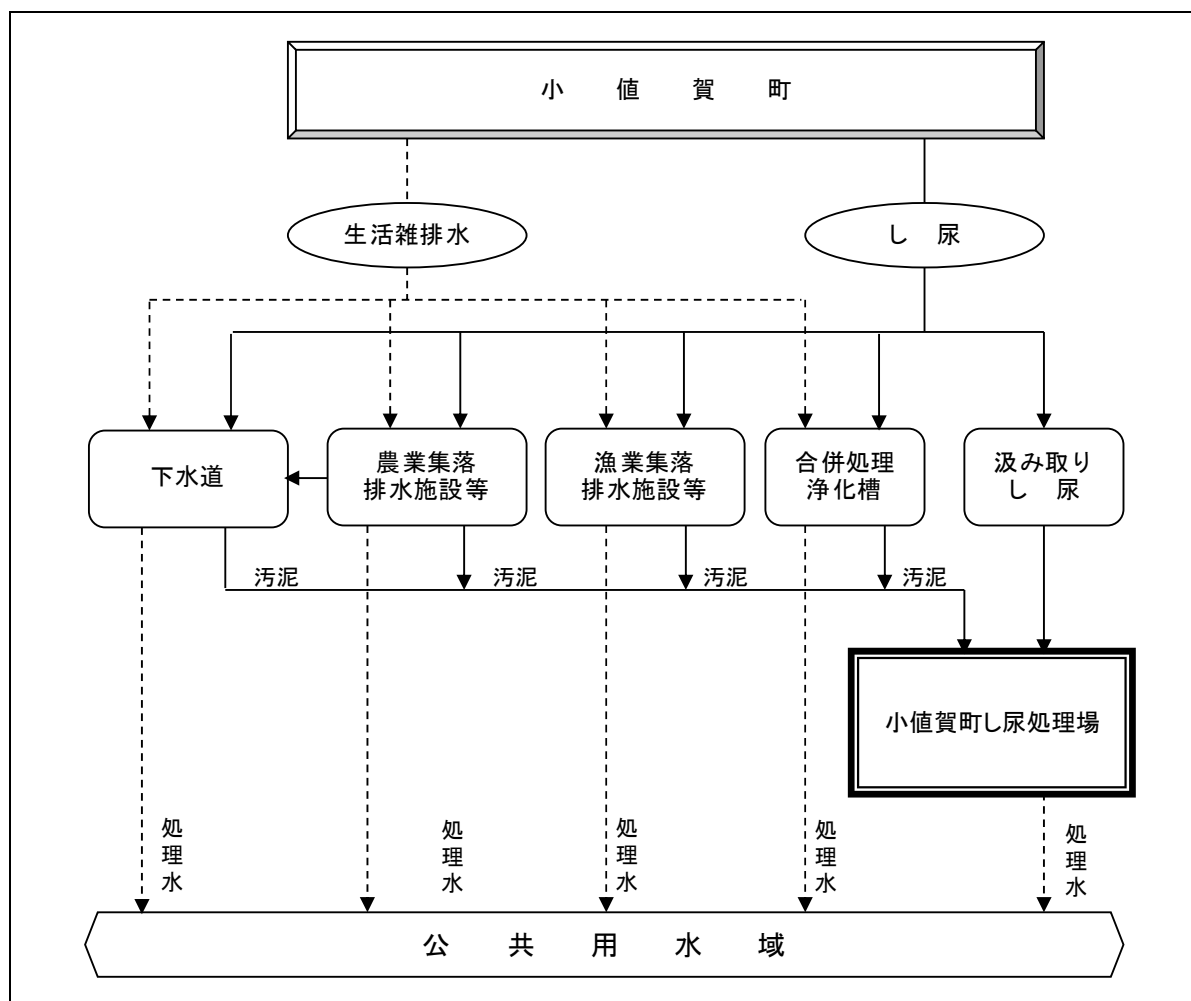 小値賀町
生活雑排水
し尿
下水道
農業集落
排水施設等
漁業集落
排水施設等
合併処理
浄化槽
汲み取り
し尿
汚泥
汚泥
汚泥
汚泥
小値賀町し尿処理場
処理水
処理水
処理水
処理水
処理水
公共用水域